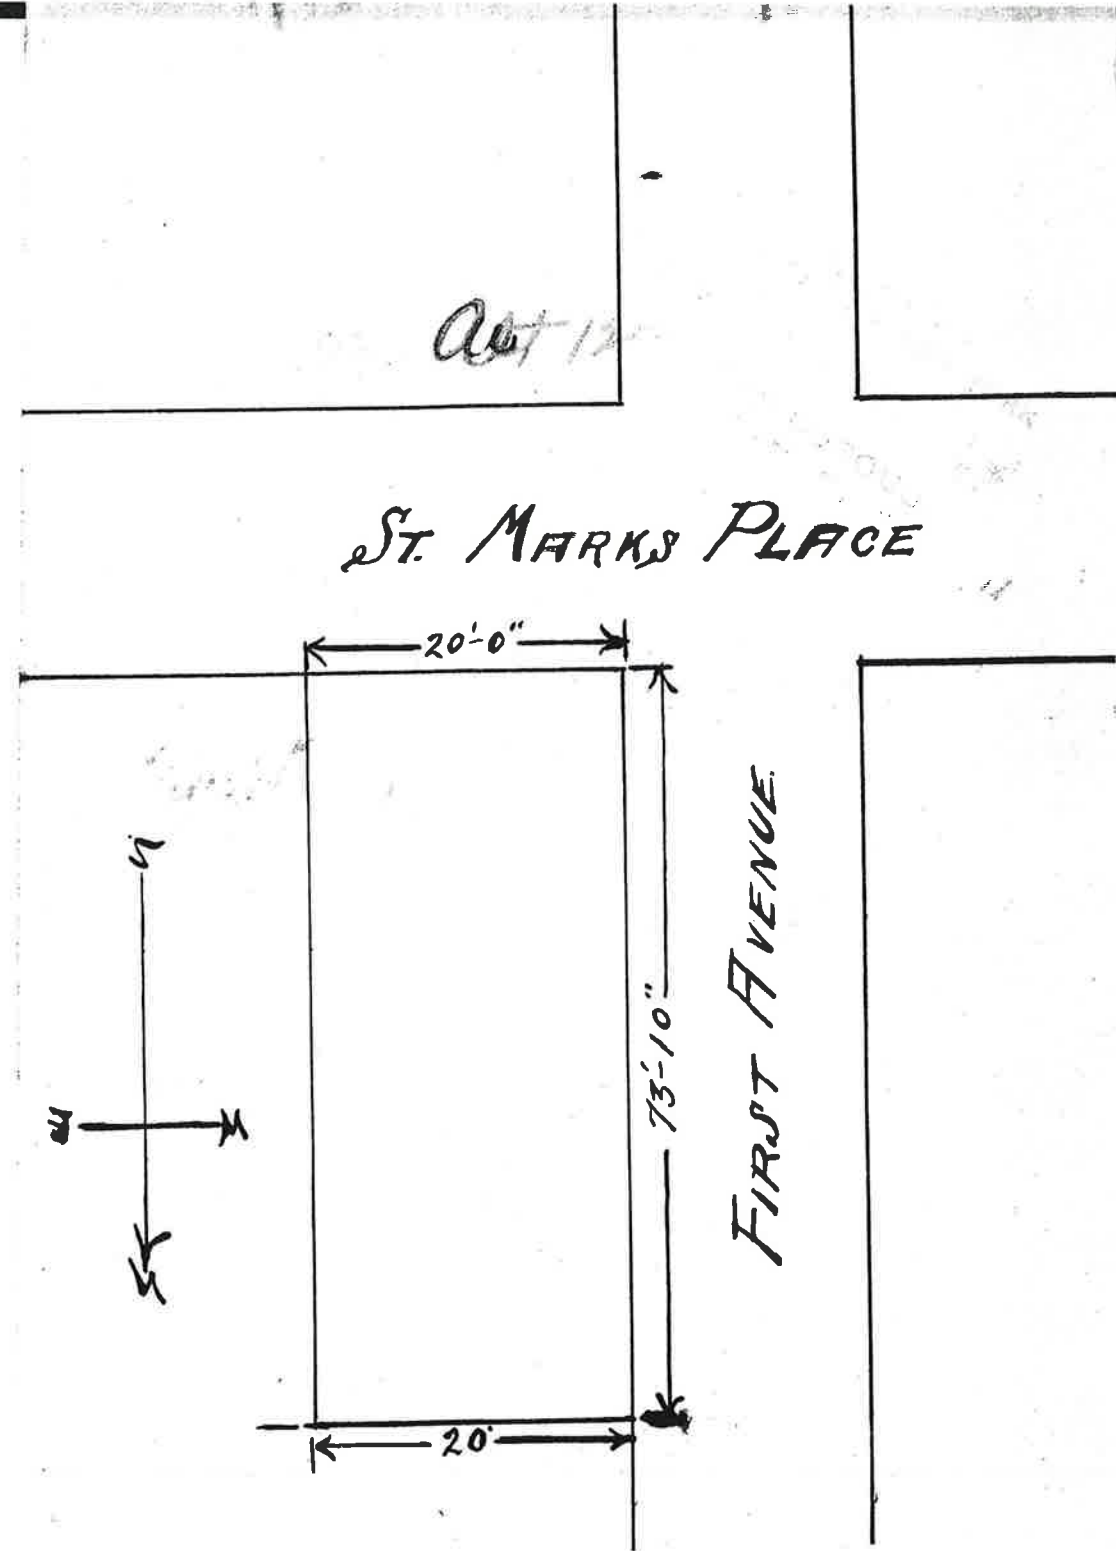 ST. MARKS PLACE
20'-0"
FIRST AVENUE
73'-10"
S
E
W
N
20'